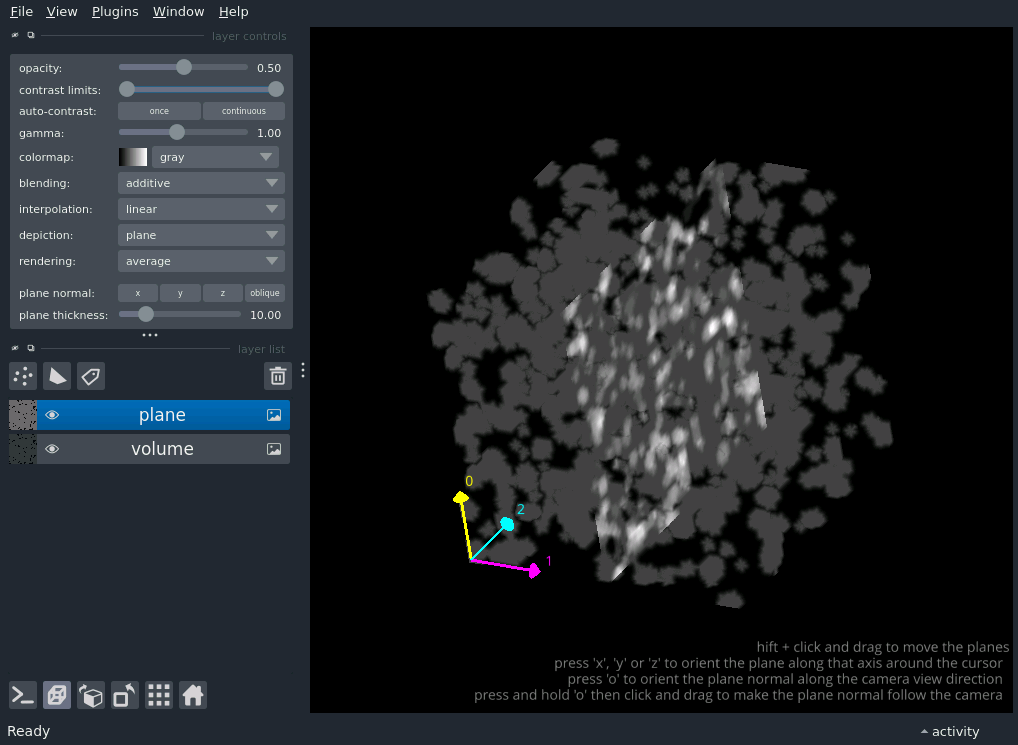 File View Plugins Window Help
layer controls
opacity: 0.50
contrast limits:
auto-contrast: once continuous
gamma: 1.00
colormap: gray
blending: additive
interpolation: linear
depiction: plane
rendering: average
plane normal: x y z oblique
plane thickness: 10.00
layer list
plane
volume
0
2
1
hift + click and drag to move the planes
press 'x', 'y' or 'z' to orient the plane along that axis around the cursor
press 'o' to orient the plane normal along the camera view direction
press and hold 'o' then click and drag to make the plane normal follow the camera
Ready activity